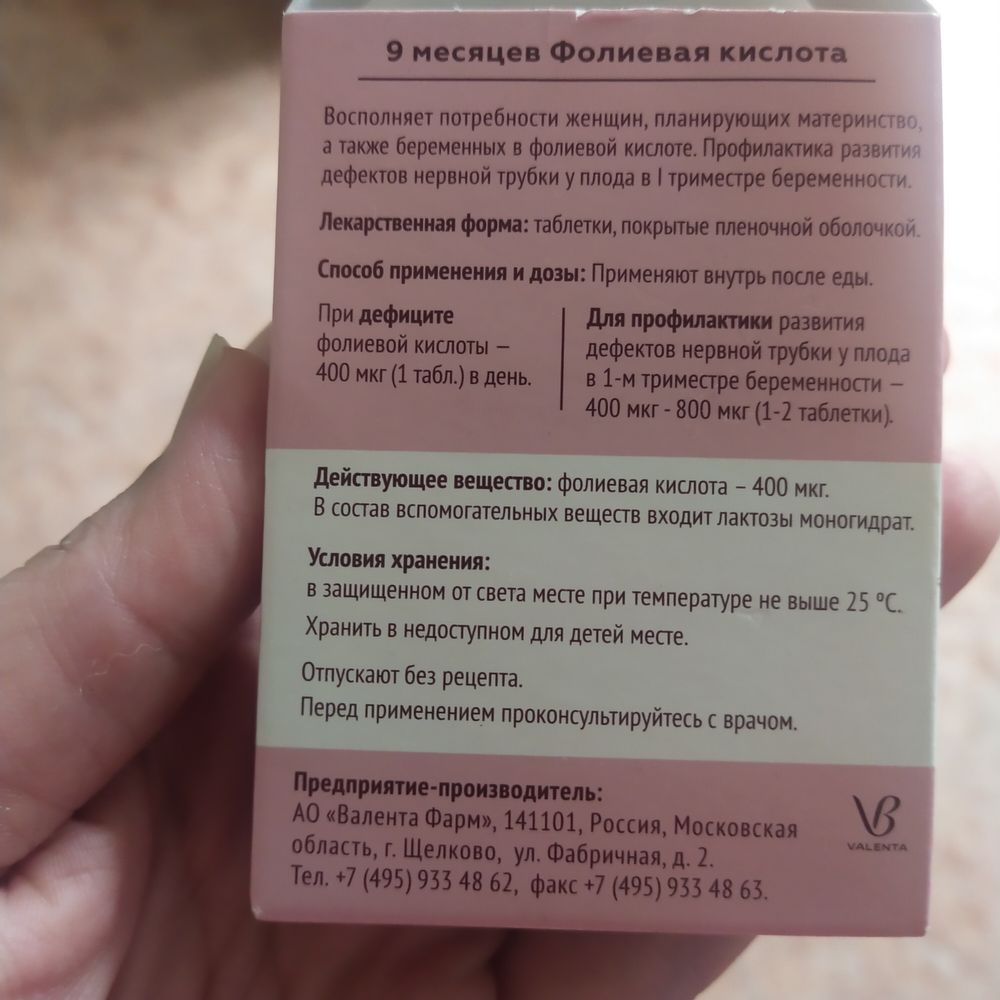 9 месяцев Фолиевая кислота
Восполняет потребности женщин, планирующих материнство,
а также беременных в фолиевой кислоте. Профилактика развития
дефектов нервной трубки у плода в I триместре беременности.
Лекарственная форма: таблетки, покрытые пленочной оболочкой.
Способ применения и дозы: Применяют внутрь после еды.
При дефиците
фолиевой кислоты –
400 мкг (1 табл.) в день.
Для профилактики развития
дефектов нервной трубки у плода
в 1-м триместре беременности –
400 мкг - 800 мкг (1-2 таблетки).
Действующее вещество: фолиевая кислота – 400 мкг.
В состав вспомогательных веществ входит лактозы моногидрат.
Условия хранения:
в защищенном от света месте при температуре не выше 25 °С.
Хранить в недоступном для детей месте.
Отпускают без рецепта.
Перед применением проконсультируйтесь с врачом.
Предприятие-производитель:
АО «Валента Фарм», 141101, Россия, Московская
область, г. Щелково, ул. Фабричная, д. 2.
Тел. +7 (495) 933 48 62, факс +7 (495) 933 48 63.
VALENTA